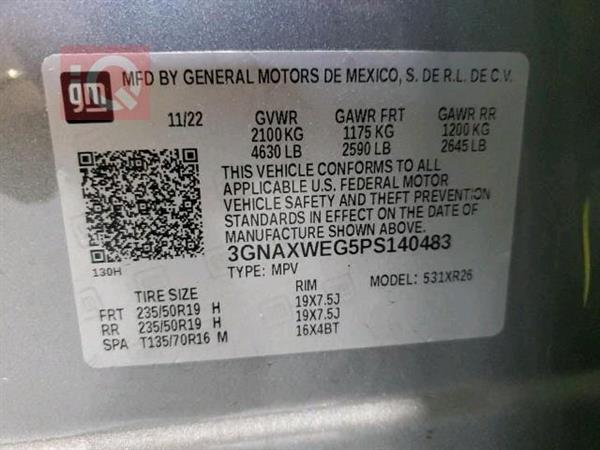 gm iQ MFD BY GENERAL MOTORS DE MEXICO, S. DE R.L. DE C.V.
11/22 GVWR GAWR FRT GAWR RR
2100 KG 1175 KG 1200 KG
4630 LB 2590 LB 2645 LB
THIS VEHICLE CONFORMS TO ALL
APPLICABLE U.S. FEDERAL MOTOR
VEHICLE SAFETY AND THEFT PREVENTION
STANDARDS IN EFFECT ON THE DATE OF
MANUFACTURE SHOWN ABOVE.
130H 3GNAXWEG5PS140483
TYPE: MPV MODEL: 531XR26
TIRE SIZE RIM
FRT 235/50R19 H 19X7.5J
RR 235/50R19 H 19X7.5J
SPA T135/70R16 M 16X4BT